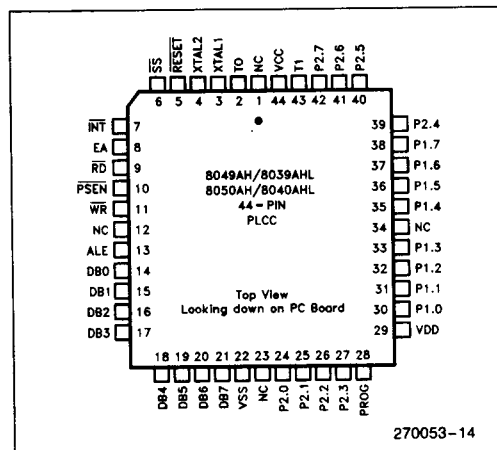 SS RESET XTAL2 XTAL1 T0 NC VCC T1 P2.7 P2.6 P2.5
6 5 4 3 2 1 44 43 42 41 40
INT 7
EA 8
RD 9
PSEN 10
WR 11
NC 12
ALE 13
DB0 14
DB1 15
DB2 16
DB3 17
8049AH/8039AHL
8050AH/8040AHL
44-PIN
PLCC
Top View
Looking down on PC Board
39 P2.4
38 P1.7
37 P1.6
36 P1.5
35 P1.4
34 NC
33 P1.3
32 P1.2
31 P1.1
30 P1.0
29 VDD
18 19 20 21 22 23 24 25 26 27 28
DB4 DB5 DB6 DB7 VSS NC P2.0 P2.1 P2.2 P2.3 PROG
270053-14